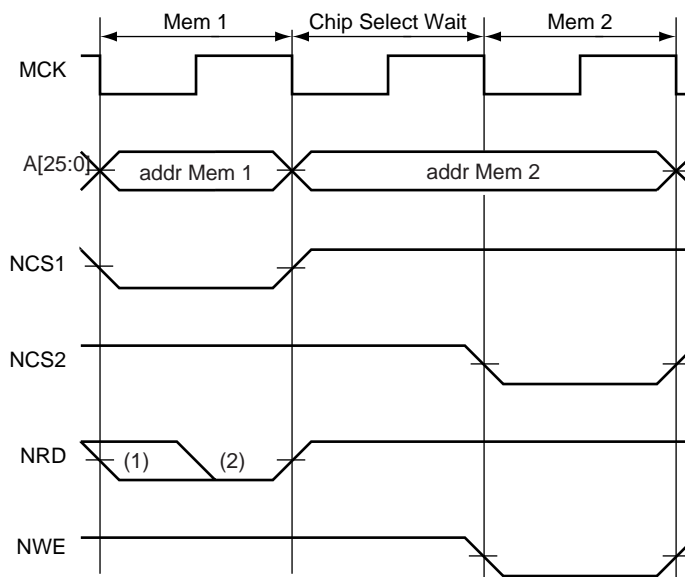 Mem 1 Chip Select Wait Mem 2
MCK
A[25:0] addr Mem 1 addr Mem 2
NCS1
NCS2
NRD (1) (2)
NWE